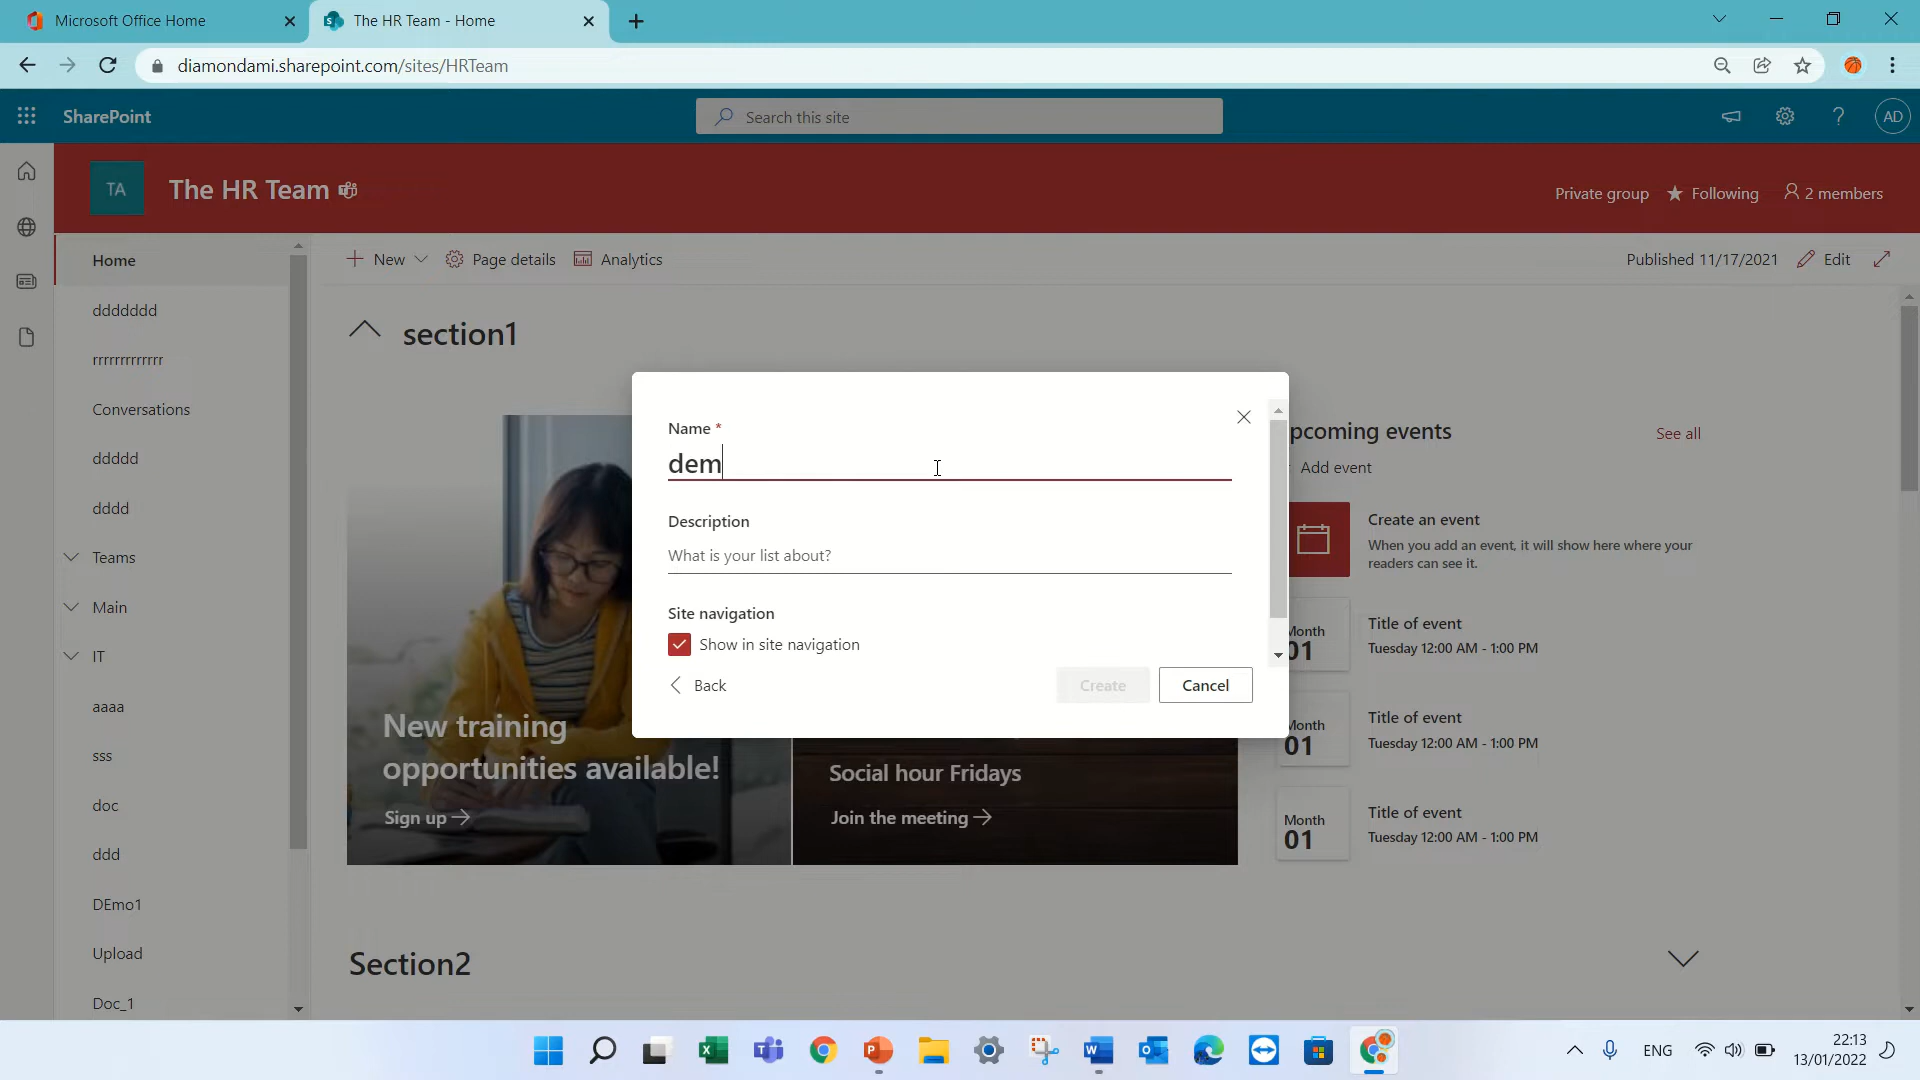 Microsoft Office Home
The HR Team - Home
diamondami.sharepoint.com/sites/HRTeam
SharePoint
Search this site
AD
TA
The HR Team
Private group
Following
2 members
Home
ddddddd
rrrrrrrrrrrrr
Conversations
ddddd
dddd
Teams
Main
IT
aaaa
sss
doc
ddd
DEmo1
Upload
Doc_1
New
Page details
Analytics
Published 11/17/2021
Edit
section1
Name *
dem
Description
What is your list about?
Site navigation
Show in site navigation
Back
Create
Cancel
New training
opportunities available!
Sign up
Social hour Fridays
Join the meeting
pcoming events
See all
Add event
Create an event
When you add an event, it will show here where your
readers can see it.
Month
01
Title of event
Tuesday 12:00 AM - 1:00 PM
Month
01
Title of event
Tuesday 12:00 AM - 1:00 PM
Month
01
Title of event
Tuesday 12:00 AM - 1:00 PM
Section2
ENG
22:13
13/01/2022